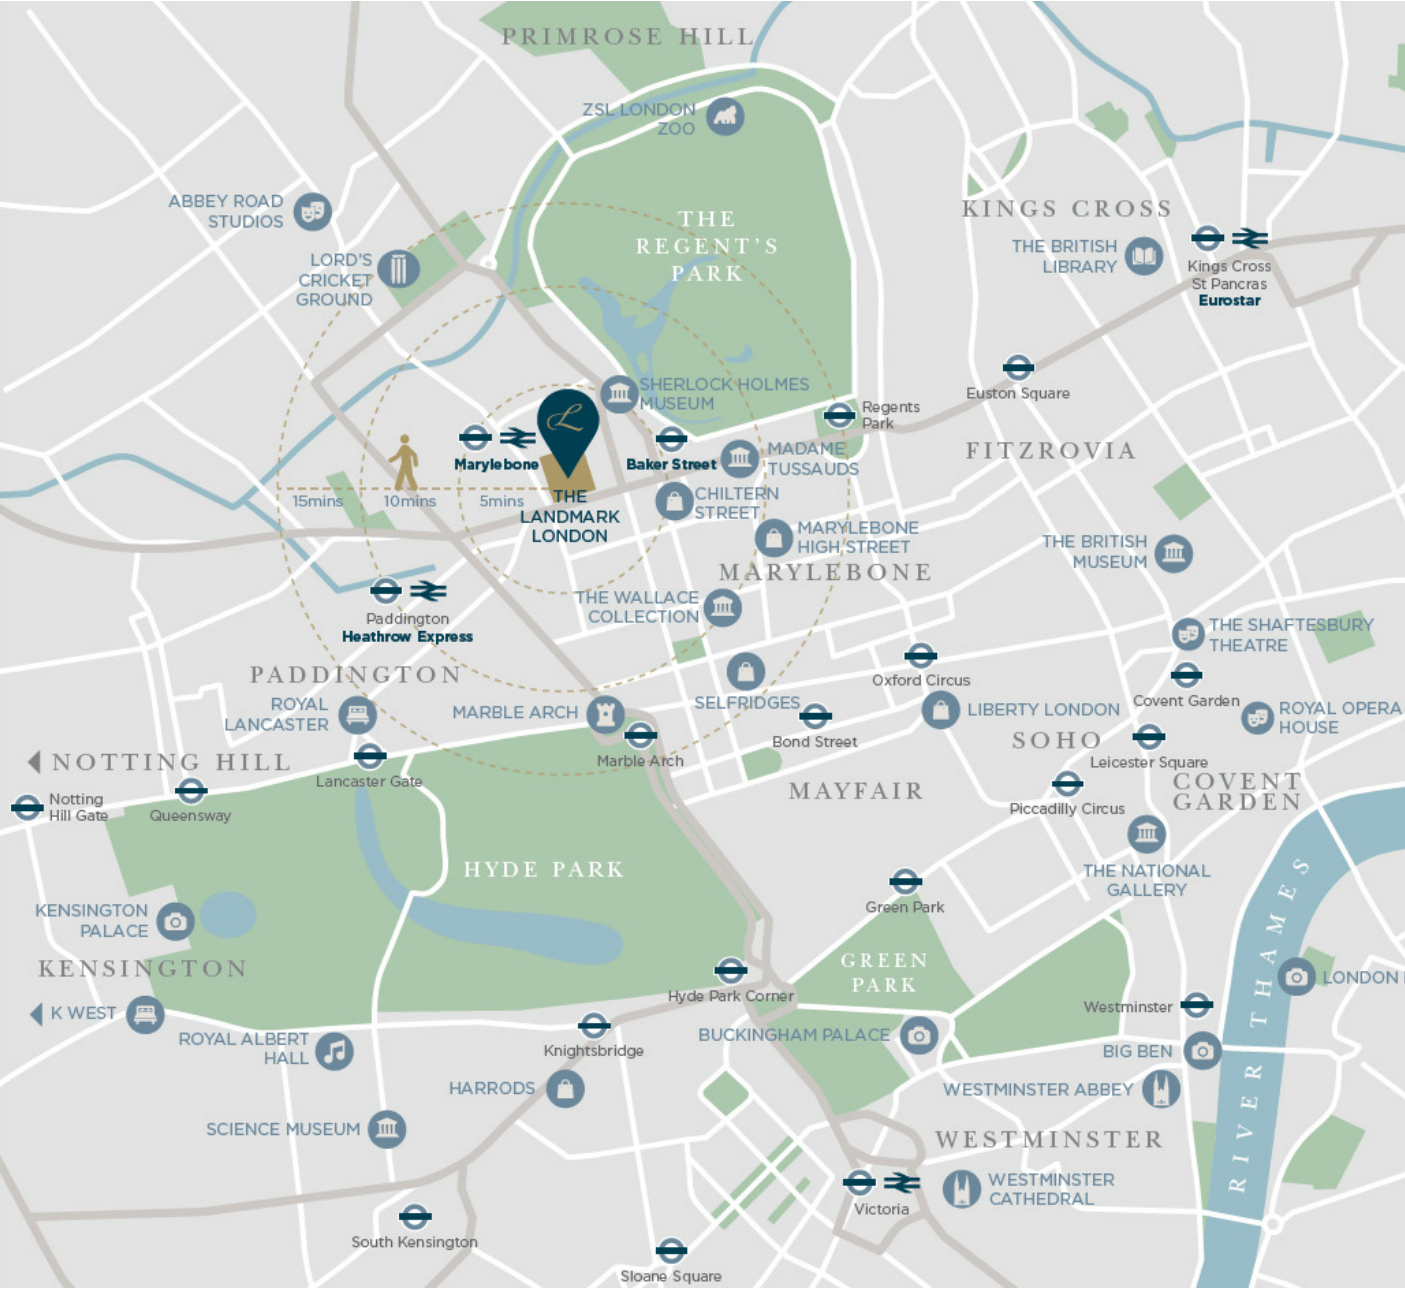 PRIMROSE HILL
ZSL LONDON
ZOO
ABBEY ROAD
STUDIOS
THE
REGENT'S
PARK
KINGS CROSS
LORD'S
CRICKET
GROUND
THE BRITISH
LIBRARY
Kings Cross
St Pancras
Eurostar
Euston Square
SHERLOCK HOLMES
MUSEUM
Regents
Park
L
Marylebone
Baker Street
MADAME
TUSSAUDS
FITZROVIA
15mins
10mins
5mins
THE
LANDMARK
LONDON
CHILTERN
STREET
MARYLEBONE
HIGH STREET
THE BRITISH
MUSEUM
MARYLEBONE
Paddington
Heathrow Express
THE WALLACE
COLLECTION
THE SHAFTESBURY
THEATRE
PADDINGTON
Oxford Circus
Covent Garden
ROYAL
LANCASTER
MARBLE ARCH
SELFRIDGES
LIBERTY LONDON
ROYAL OPERA
HOUSE
Bond Street
SOHO
NOTTING HILL
Lancaster Gate
Marble Arch
Leicester Square
Notting
Hill Gate
Queensway
MAYFAIR
Piccadilly Circus
COVENT
GARDEN
HYDE PARK
THE NATIONAL
GALLERY
Green Park
KENSINGTON
PALACE
KENSINGTON
GREEN
PARK
LONDON
Hyde Park Corner
Westminster
K WEST
ROYAL ALBERT
HALL
Knightsbridge
BUCKINGHAM PALACE
BIG BEN
HARRODS
WESTMINSTER ABBEY
RIVER THAMES
SCIENCE MUSEUM
WESTMINSTER
WESTMINSTER
CATHEDRAL
Victoria
South Kensington
Sloane Square